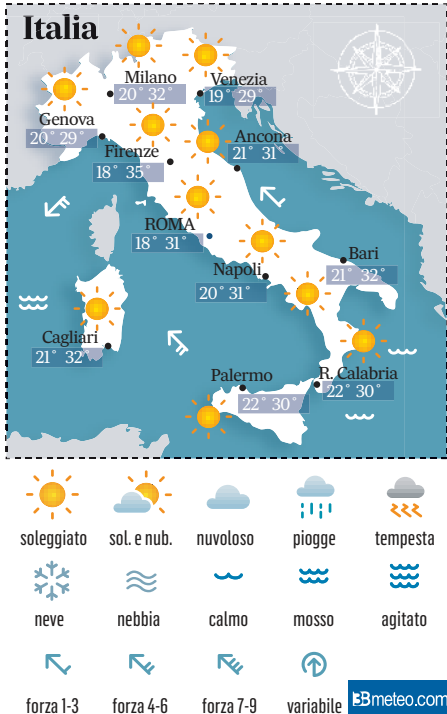 Italia
Milano
20° 32°
Venezia
19° 29°
Genova
20° 29°
Ancona
21° 31°
Firenze
18° 35°
ROMA
18° 31°
Bari
21° 32°
Napoli
20° 31°
Cagliari
21° 32°
Palermo
22° 30°
R. Calabria
22° 30°
soleggiato sol. e nub. nuvoloso piogge tempesta
neve nebbia calmo mosso agitato
forza 1-3 forza 4-6 forza 7-9 variabile
3Bmeteo.com